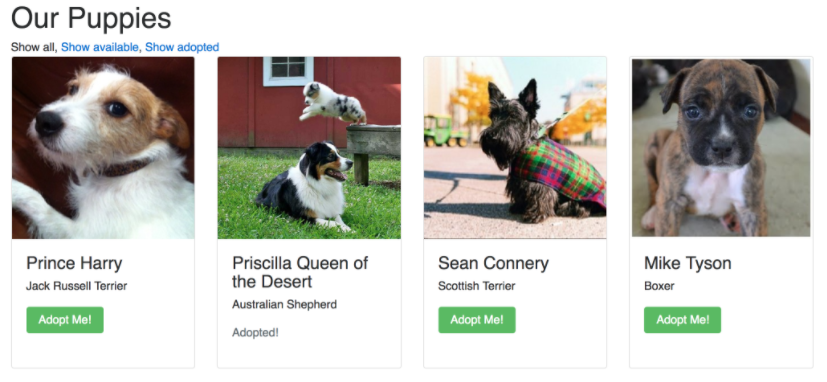 Our Puppies
Show all, Show available, Show adopted
Prince Harry
Jack Russell Terrier
Adopt Me!
Priscilla Queen of
the Desert
Australian Shepherd
Adopted!
Sean Connery
Scottish Terrier
Adopt Me!
Mike Tyson
Boxer
Adopt Me!